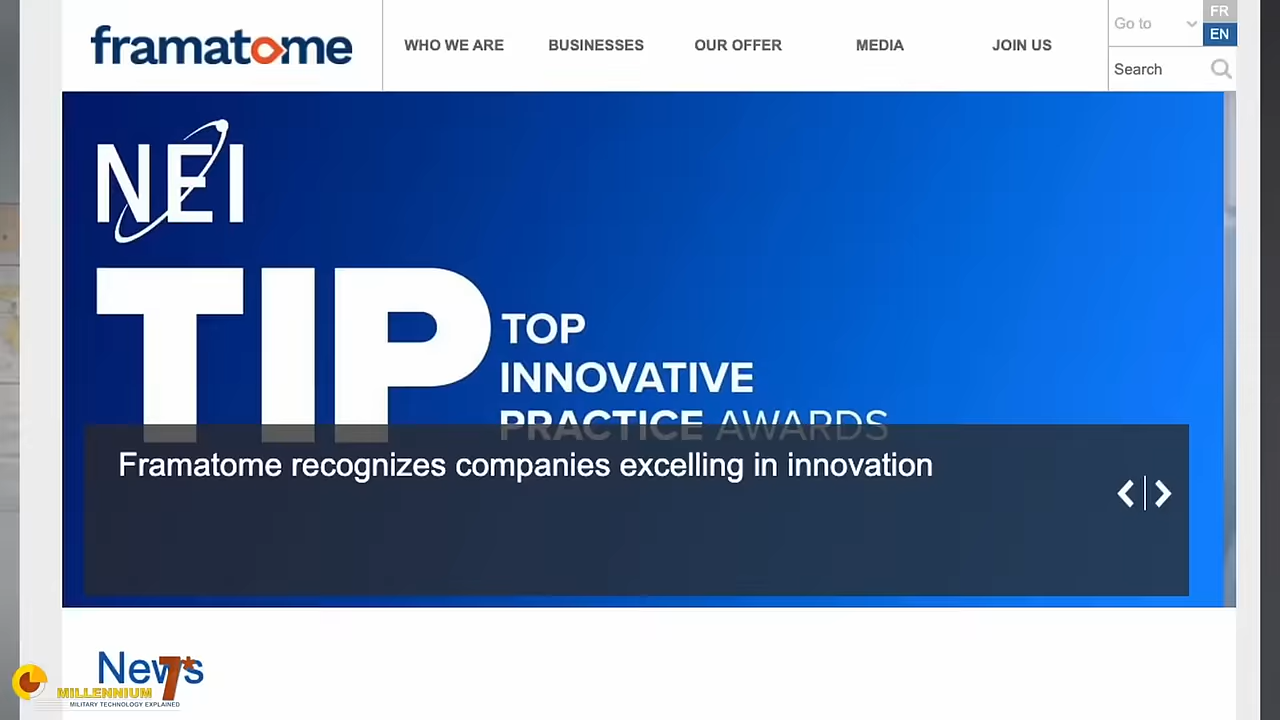 framatome
WHO WE ARE
BUSINESSES
OUR OFFER
MEDIA
JOIN US
Go to
FR
EN
Search
NEI
TIP
TOP
INNOVATIVE
PRACTICE AWARDS
Framatome recognizes companies excelling in innovation
News
MILLENNIUM 7*
MILITARY TECHNOLOGY EXPLAINED